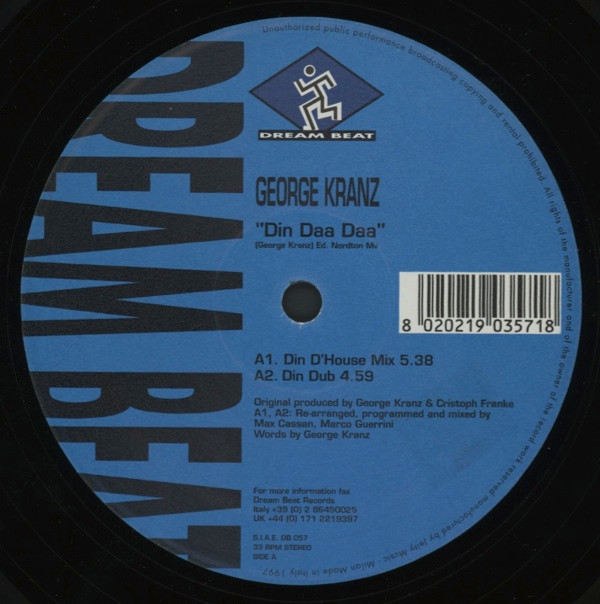 Unauthorized public performance broadcasting copying and rental prohibited. All rights of the manufacturer and of the owner of the record work reserved manufactured by Jelly Music - Milan Made in Italy 1997
DREAM BEAT
DREAM BEAT
GEORGE KRANZ
"Din Daa Daa"
(George Kranz) Ed. Nordton Mv
8 020219 035718
A1. Din D'House Mix 5.38
A2. Din Dub 4.59
Original produced by George Kranz & Cristoph Franke
A1, A2: Re-arranged, programmed and mixed by
Max Cassan, Marco Guerrini
Words by George Kranz
For more information fax
Dream Beat Records
Italy +39 (0) 2 86450025
UK +44 (0) 171 2219397
S.I.A.E. DB 057
33 RPM STEREO
SIDE A